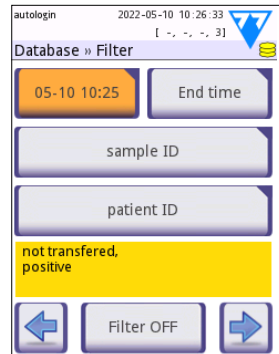 autologin 2022-05-10 10:26:33
[ -, -, -, 3]
Database » Filter
05-10 10:25 End time
sample ID
patient ID
not transfered,
positive
Filter OFF